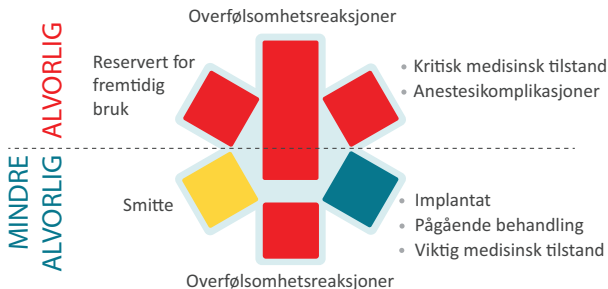 Overfølsomhetsreaksjoner
ALVORLIG
Reservert for
fremtidig
bruk
• Kritisk medisinsk tilstand
• Anestesikomplikasjoner
MINDRE
ALVORLIG
Smitte
• Implantat
• Pågående behandling
• Viktig medisinsk tilstand
Overfølsomhetsreaksjoner